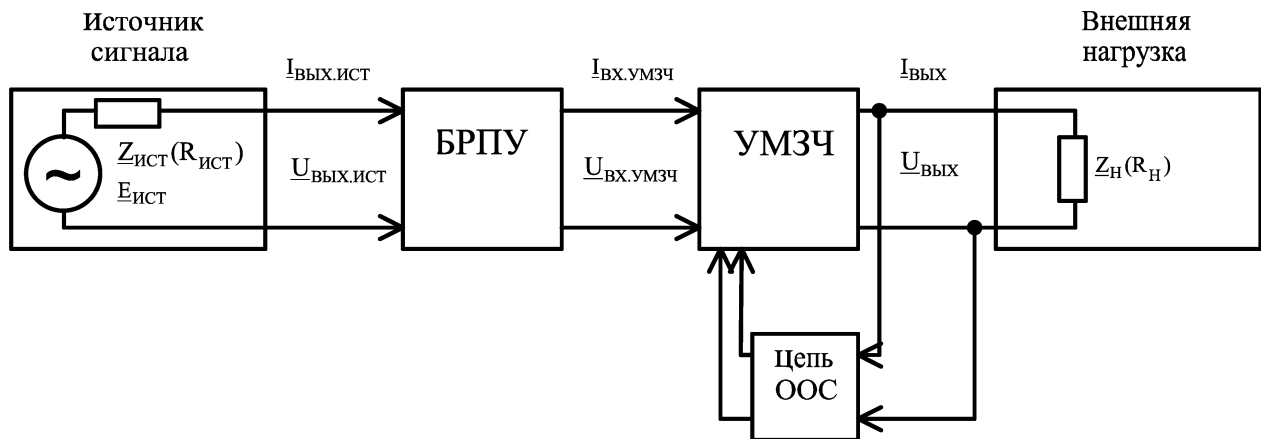 Источник
сигнала
Внешняя
нагрузка
IВЫХ.ИСТ
IВХ.УМЗЧ
IВЫХ
БРПУ
УМЗЧ
ZИСТ(RИСТ)
EИСТ
UВЫХ.ИСТ
UВХ.УМЗЧ
UВЫХ
ZН(RН)
~
Цепь
ООС